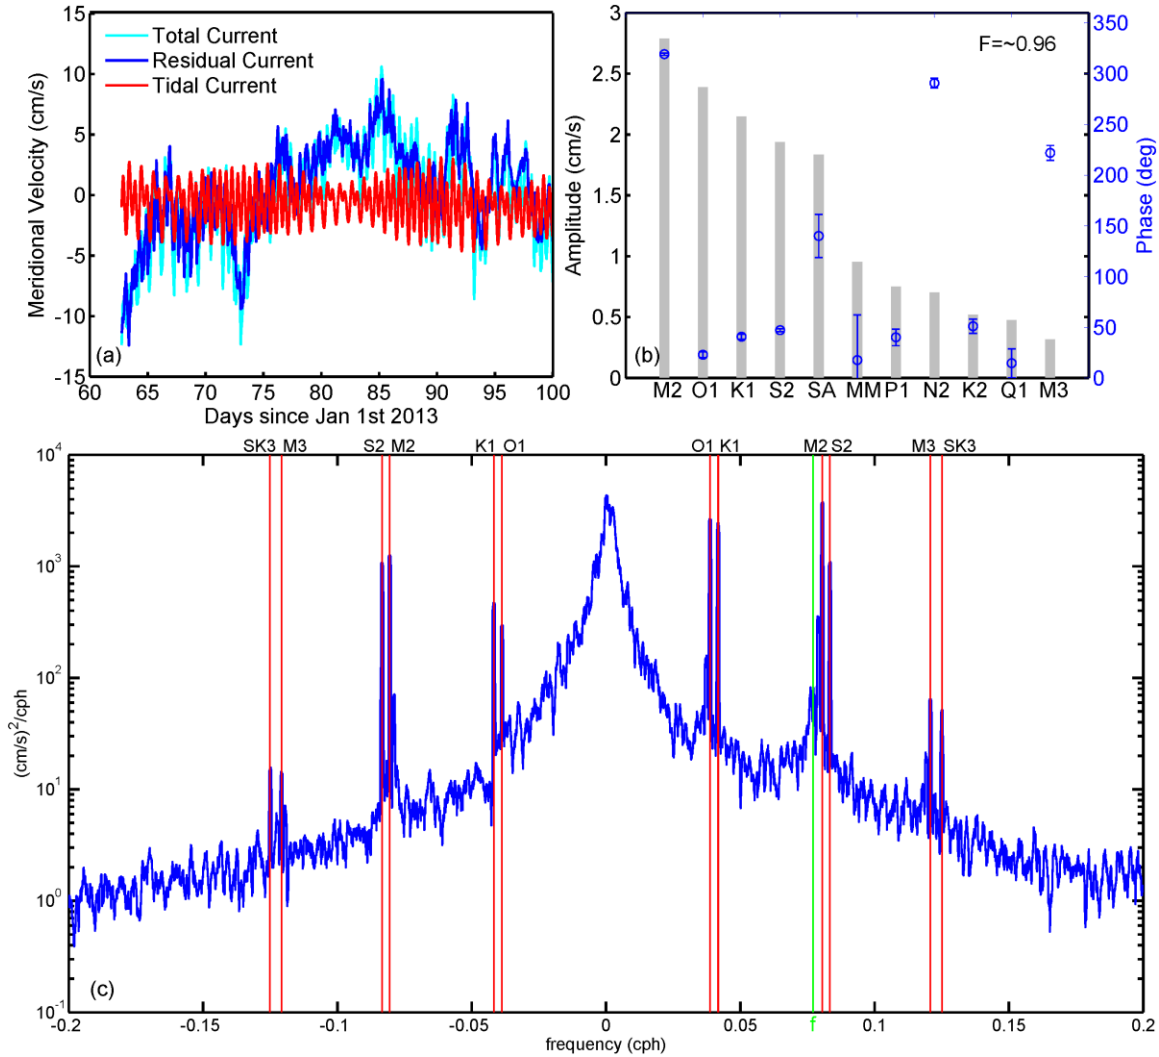 Total Current
Residual Current
Tidal Current
Meridional Velocity (cm/s)
15
10
5
0
-5
-10
-15
(a)
60 65 70 75 80 85 90 95 100
Days since Jan 1st 2013
Amplitude (cm/s)
3
2.5
2
1.5
1
0.5
0
F=~0.96
(b)
M2 O1 K1 S2 SA MM P1 N2 K2 Q1 M3
350
300
250
200
150
100
50
0
Phase (deg)
SK3 M3 S2 M2 K1 O1 O1 K1 M2 S2 M3 SK3
(cm/s)²/cph
10⁴
10³
10²
10¹
10⁰
10⁻¹
(c)
-0.2 -0.15 -0.1 -0.05 0 0.05 f 0.1 0.15 0.2
frequency (cph)